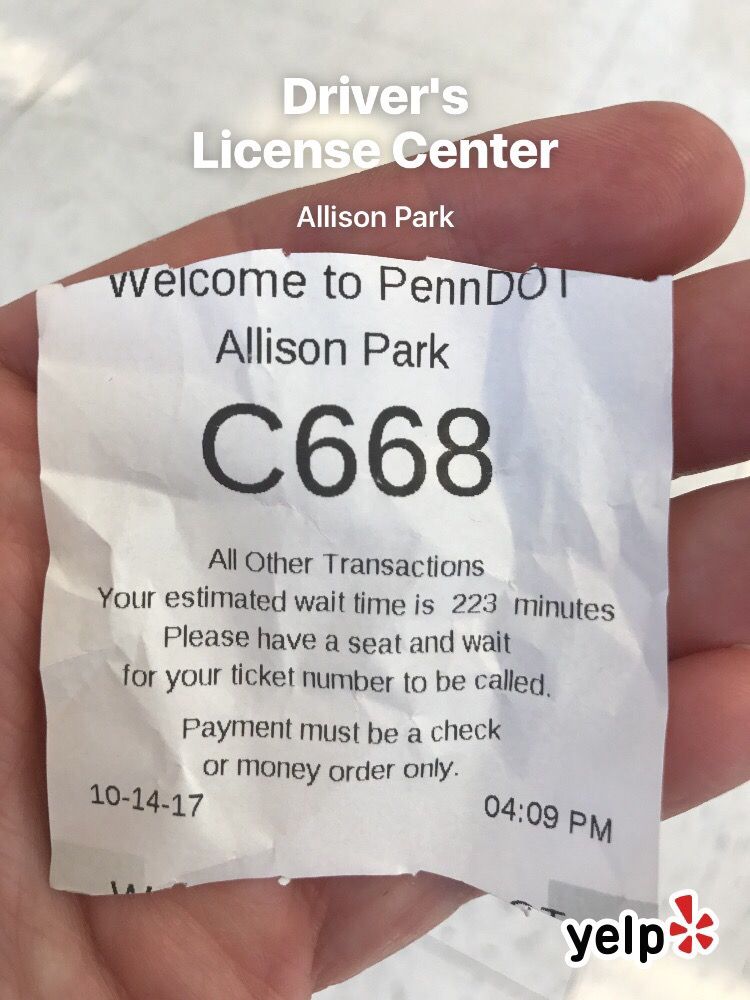 Driver's
License Center
Allison Park
Welcome to PennDOT
Allison Park
C668
All Other Transactions
Your estimated wait time is 223 minutes
Please have a seat and wait
for your ticket number to be called.
Payment must be a check
or money order only.
10-14-17 04:09 PM
yelp